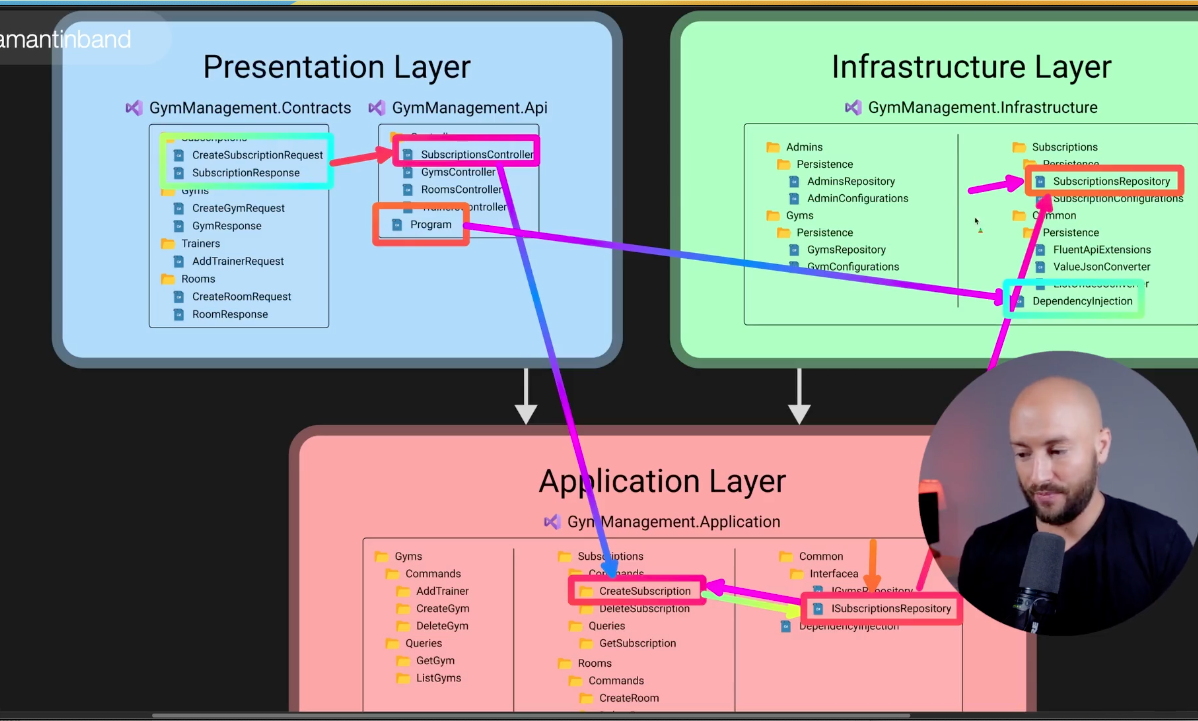 amantinband
Presentation Layer
GymManagement.Contracts
Subscriptions
CreateSubscriptionRequest
SubscriptionResponse
Gyms
CreateGymRequest
GymResponse
Trainers
AddTrainerRequest
Rooms
CreateRoomRequest
RoomResponse
GymManagement.Api
SubscriptionsController
GymsController
RoomsController
TrainersController
Program
Infrastructure Layer
GymManagement.Infrastructure
Admins
Persistence
AdminsRepository
AdminConfigurations
Gyms
Persistence
GymsRepository
GymConfigurations
Subscriptions
Persistence
SubscriptionsRepository
SubscriptionConfigurations
Common
Persistence
FluentApiExtensions
ValueJsonConverter
DependencyInjection
Application Layer
GymManagement.Application
Gyms
Commands
AddTrainer
CreateGym
DeleteGym
Queries
GetGym
ListGyms
Subscriptions
Commands
CreateSubscription
DeleteSubscription
Queries
GetSubscription
Rooms
Commands
CreateRoom
Common
Interfacea
IGymsRepository
ISubscriptionsRepository
DependencyInjection